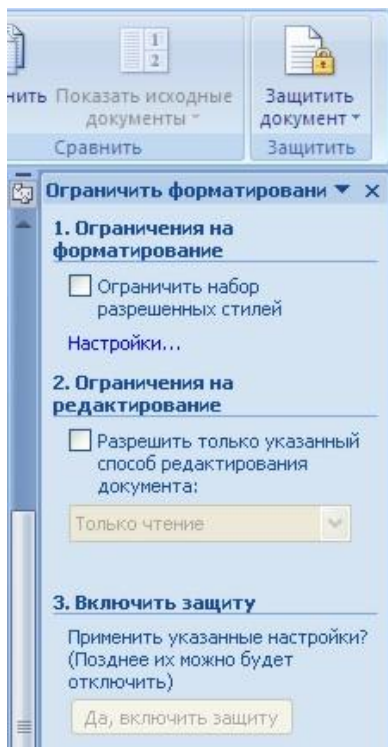 1
2
Показать исходные
документы
Защитить
документ
Сравнить
Защитить
Ограничить форматировани
1. Ограничения на
форматирование
Ограничить набор
разрешенных стилей
Настройки...
2. Ограничения на
редактирование
Разрешить только указанный
способ редактирования
документа:
Только чтение
3. Включить защиту
Применить указанные настройки?
(Позднее их можно будет
отключить)
Да, включить защиту